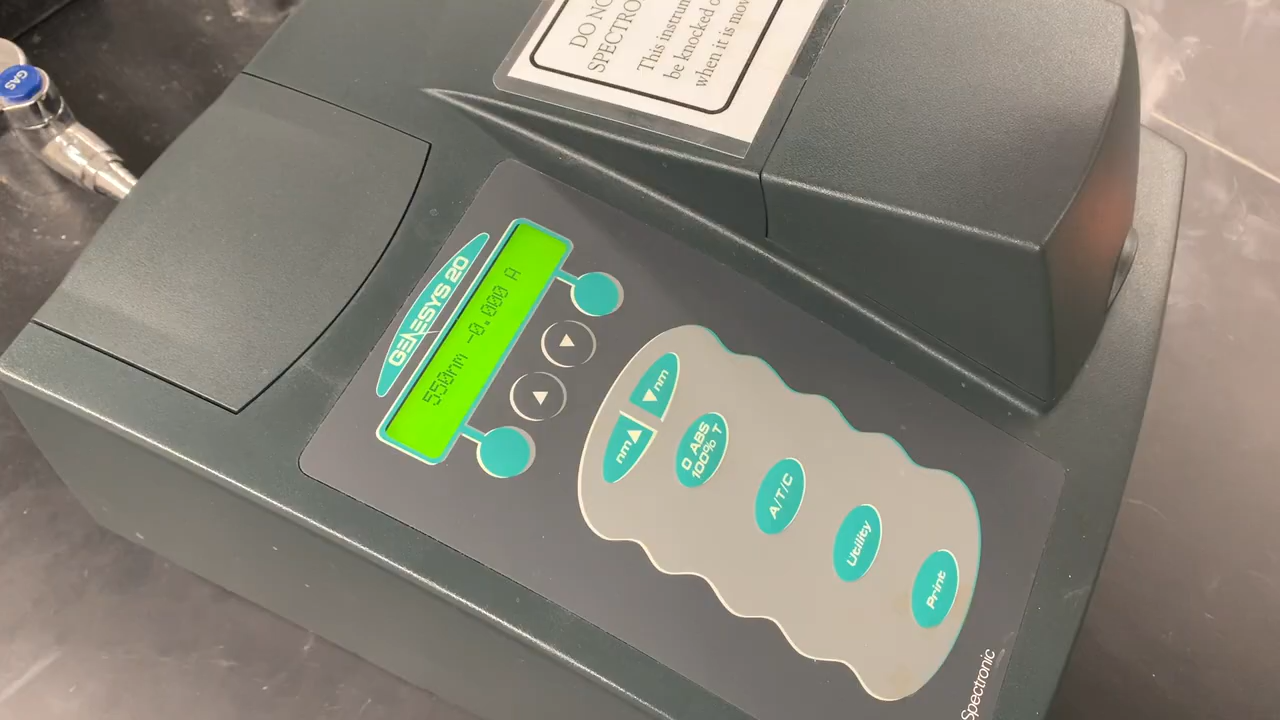 DO NO
SPECTRO
This instrum
be knocked o
when it is mov
GAS
GENESYS 20
550nm -0.000 A
nm
nm
0 ABS
100% T
A/T/C
Utility
Print
Spectronic